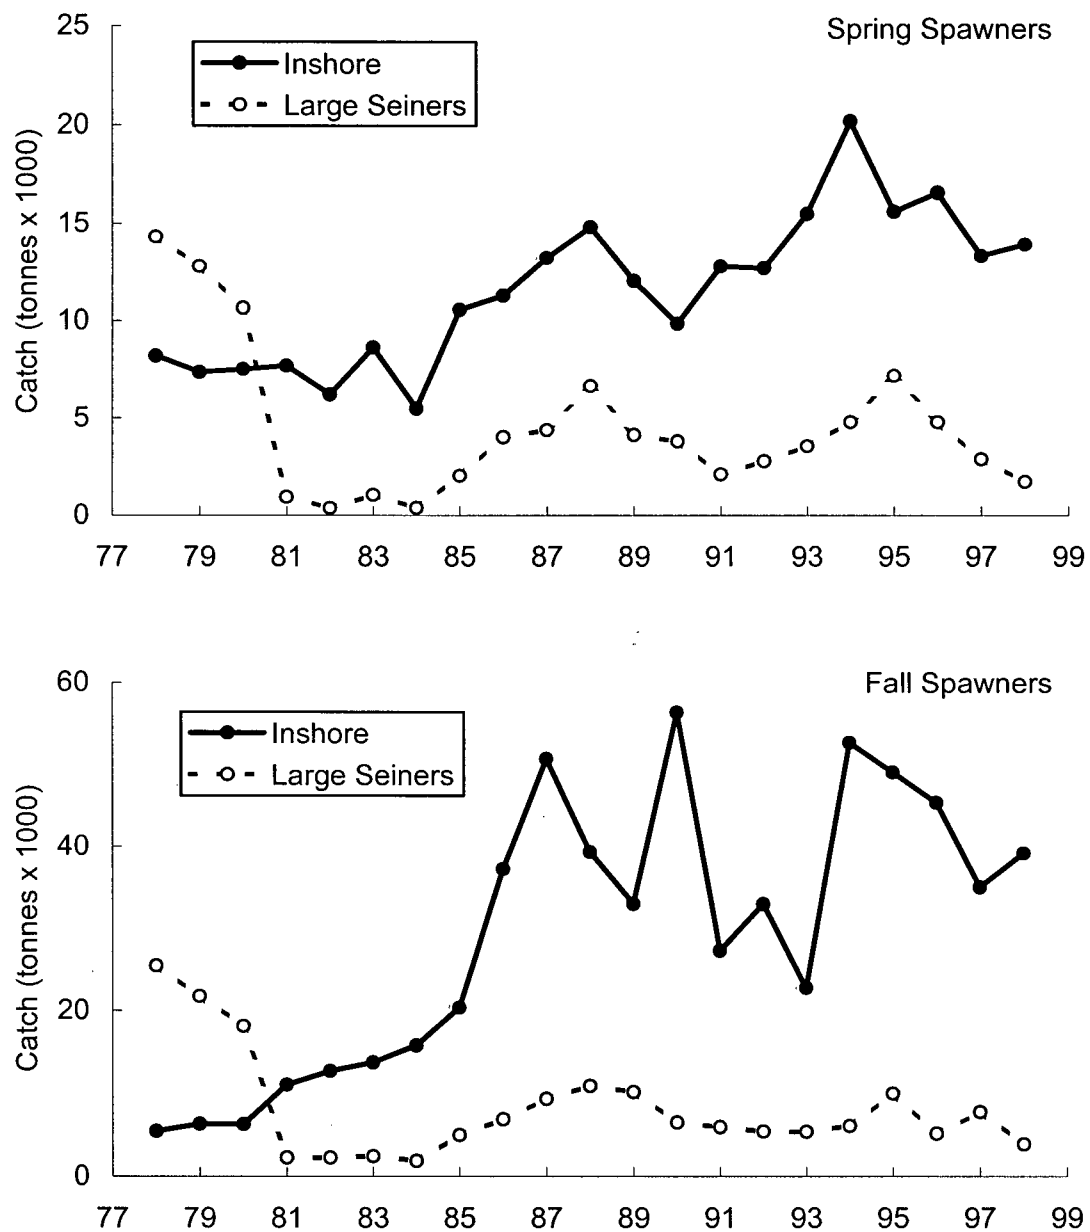 Spring Spawners
Inshore
Large Seiners
Catch (tonnes x 1000)
25
20
15
10
5
0
77 79 81 83 85 87 89 91 93 95 97 99
Fall Spawners
Inshore
Large Seiners
Catch (tonnes x 1000)
60
40
20
0
77 79 81 83 85 87 89 91 93 95 97 99